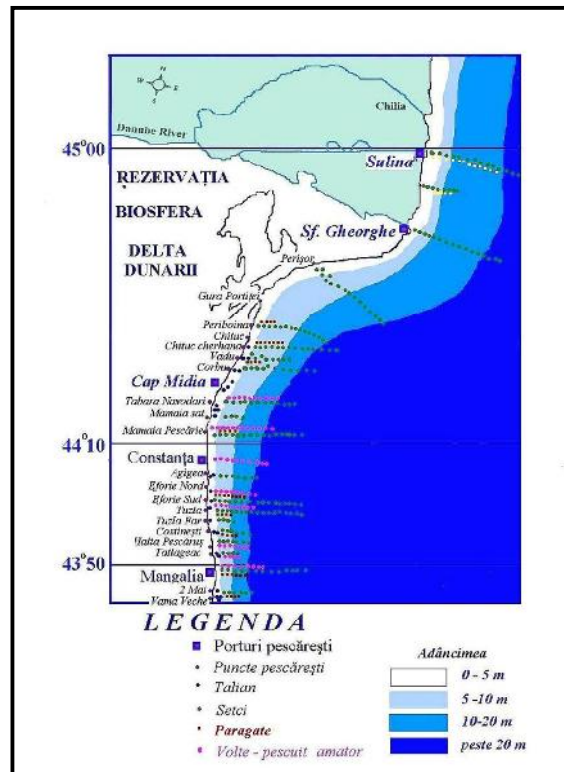 N
E
S
Chilia
Danube River
45°00
Sulina
REZERVAȚIA
BIOSFERA
DELTA
DUNARII
Sf. Gheorghe
Perișor
Gura Portiței
Periboina
Chituc
Chituc cherhana
Vadu
Corbu
Cap Midia
Tabara Navodari
Mamaia sat
Mamaia Pescărie
44°10
Constanța
Agigea
Eforie Nord
Eforie Sud
Tuzla
Tuzla Far
Costinești
Halta Pescăruș
Tatlageac
43°50
Mangalia
2 Mai
Vama Veche
LEGENDA
Porturi pescărești
Puncte pescărești
Talian
Setci
Paragate
Volte - pescuit amator
Adâncimea
0 - 5 m
5 -10 m
10-20 m
peste 20 m